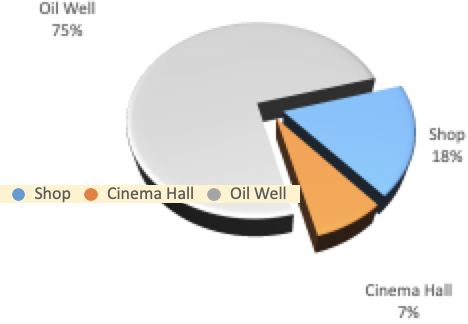 Oil Well
75%
Shop
18%
Shop Cinema Hall Oil Well
Cinema Hall
7%